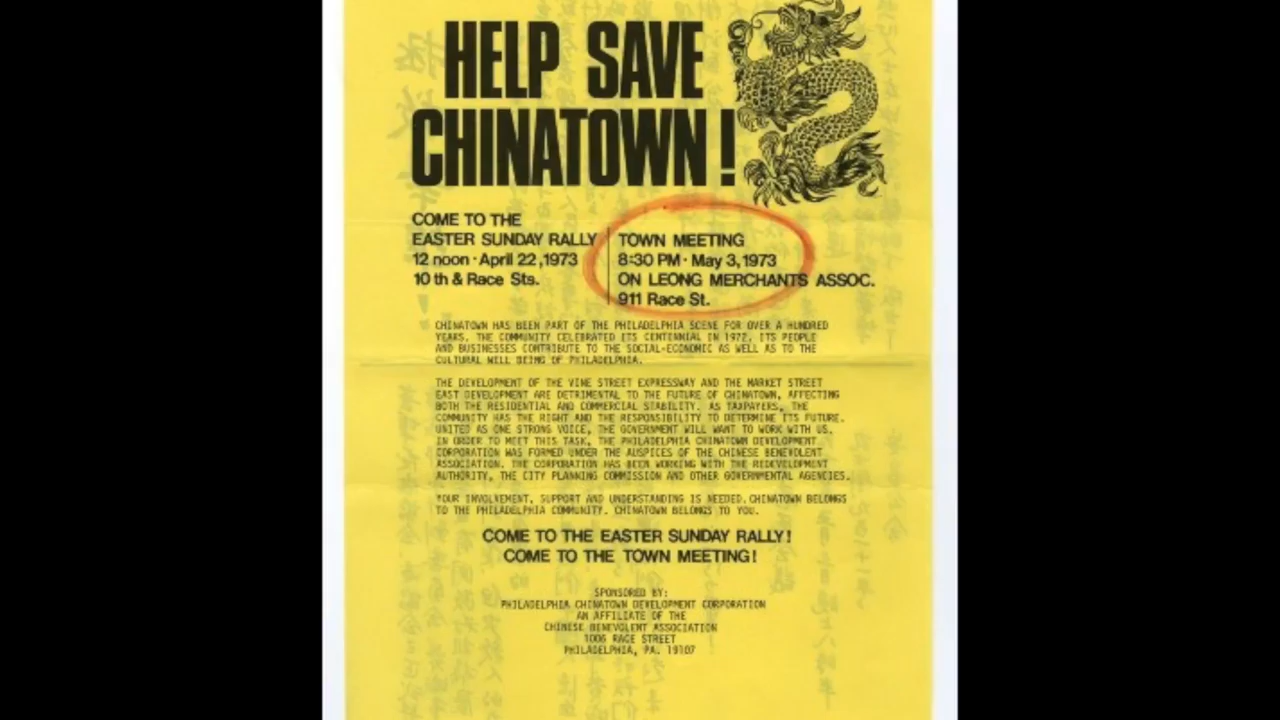 HELP SAVE
CHINATOWN!
COME TO THE
EASTER SUNDAY RALLY
12 noon · April 22, 1973
10th & Race Sts.
TOWN MEETING
8:30 PM · May 3, 1973
ON LEONG MERCHANTS ASSOC.
911 Race St.
CHINATOWN HAS BEEN PART OF THE PHILADELPHIA SCENE FOR OVER A HUNDRED
YEARS. THE COMMUNITY CELEBRATED ITS CENTENNIAL IN 1972. ITS PEOPLE
AND BUSINESSES CONTRIBUTE TO THE SOCIAL-ECONOMIC AS WELL AS TO THE
CULTURAL WELL BEING OF PHILADELPHIA.
THE DEVELOPMENT OF THE VINE STREET EXPRESSWAY AND THE MARKET STREET
EAST DEVELOPMENT ARE DETRIMENTAL TO THE FUTURE OF CHINATOWN, AFFECTING
BOTH THE RESIDENTIAL AND COMMERCIAL STABILITY. AS TAXPAYERS, THE
COMMUNITY HAS THE RIGHT AND THE RESPONSIBILITY TO DETERMINE ITS FUTURE.
UNITED AS ONE STRONG VOICE, THE GOVERNMENT WILL WANT TO WORK WITH US.
IN ORDER TO MEET THIS TASK, THE PHILADELPHIA CHINATOWN DEVELOPMENT
CORPORATION WAS FORMED UNDER THE AUSPICES OF THE CHINESE BENEVOLENT
ASSOCIATION. THE CORPORATION HAS BEEN WORKING WITH THE REDEVELOPMENT
AUTHORITY, THE CITY PLANNING COMMISSION AND OTHER GOVERNMENTAL AGENCIES.
YOUR INVOLVEMENT, SUPPORT AND UNDERSTANDING IS NEEDED. CHINATOWN BELONGS
TO THE PHILADELPHIA COMMUNITY. CHINATOWN BELONGS TO YOU.
COME TO THE EASTER SUNDAY RALLY!
COME TO THE TOWN MEETING!
SPONSORED BY:
PHILADELPHIA CHINATOWN DEVELOPMENT CORPORATION
AN AFFILIATE OF THE
CHINESE BENEVOLENT ASSOCIATION
1006 RACE STREET
PHILADELPHIA, PA. 19107